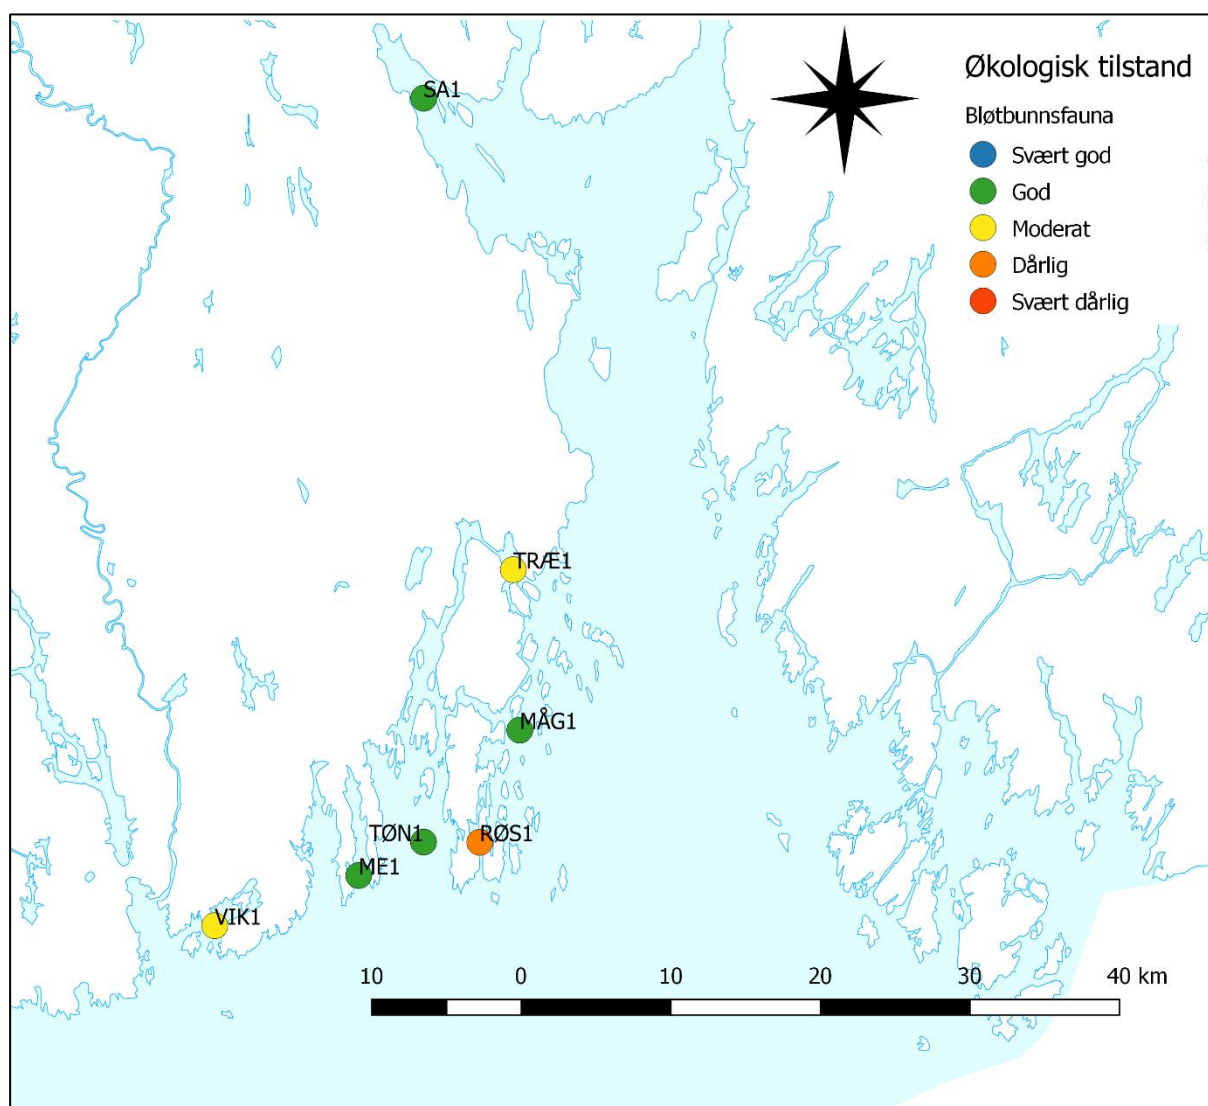 SA1
Økologisk tilstand
Bløtbunnsfauna
Svært god
God
Moderat
Dårlig
Svært dårlig
TRÆ1
MÅG1
TØN1
RØS1
ME1
VIK1
10 0 10 20 30 40 km